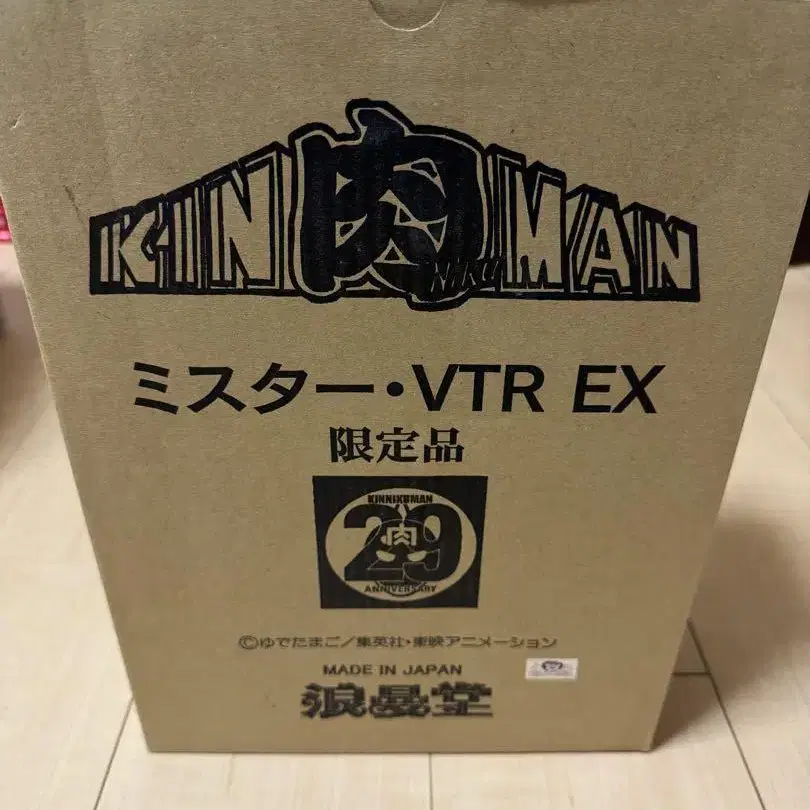 KIN肉MAN
NIKU
ミスター・VTR EX
限定品
KINNIKUMAN
29
肉
ANNIVERSARY
©ゆでたまご/集英社・東映アニメーション
MADE IN JAPAN
浪曼堂